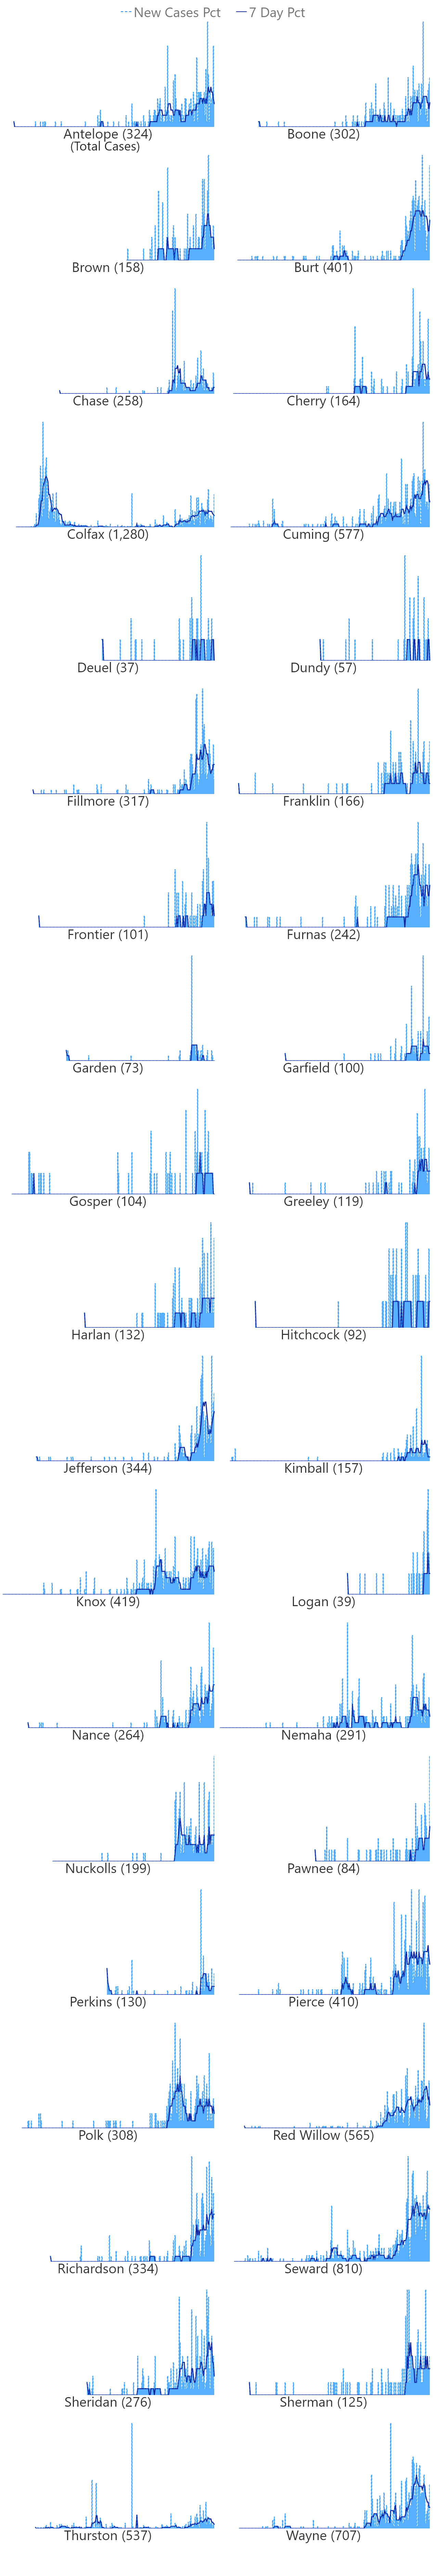 New Cases Pct 7 Day Pct
Antelope (324) Boone (302)
(Total Cases)
Brown (158) Burt (401)
Chase (258) Cherry (164)
Colfax (1,280) Cuming (577)
Deuel (37) Dundy (57)
Fillmore (317) Franklin (166)
Frontier (101) Furnas (242)
Garden (73) Garfield (100)
Gosper (104) Greeley (119)
Harlan (132) Hitchcock (92)
Jefferson (344) Kimball (157)
Knox (419) Logan (39)
Nance (264) Nemaha (291)
Nuckolls (199) Pawnee (84)
Perkins (130) Pierce (410)
Polk (308) Red Willow (565)
Richardson (334) Seward (810)
Sheridan (276) Sherman (125)
Thurston (537) Wayne (707)